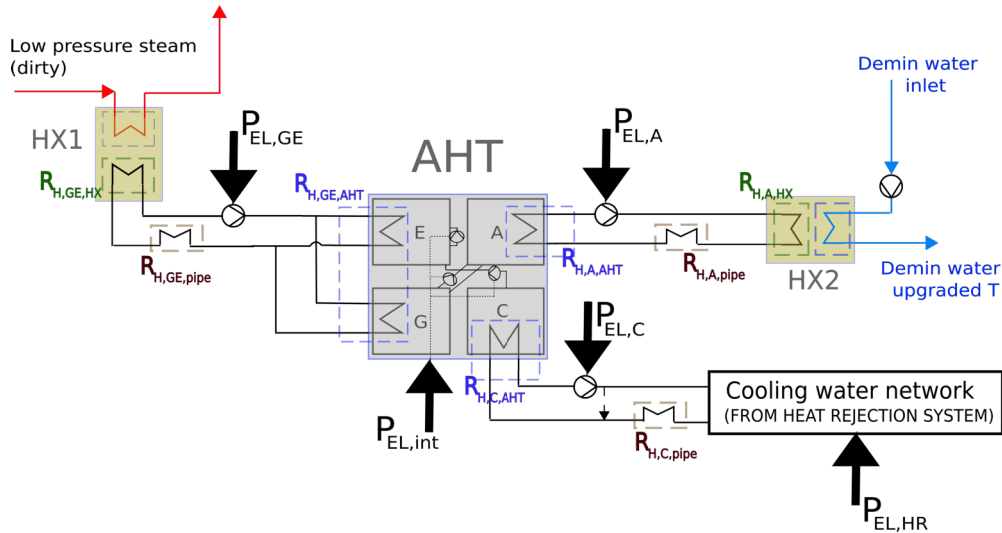 Low pressure steam
(dirty)
HX1
R H,GE,HX
P EL,GE
R H,GE,pipe
R H,GE,AHT
AHT
E
A
G
C
P EL,A
R H,A,AHT
R H,A,pipe
R H,A,HX
HX2
Demin water
inlet
Demin water
upgraded T
P EL,int
R H,C,AHT
P EL,C
R H,C,pipe
Cooling water network
(FROM HEAT REJECTION SYSTEM)
P EL,HR